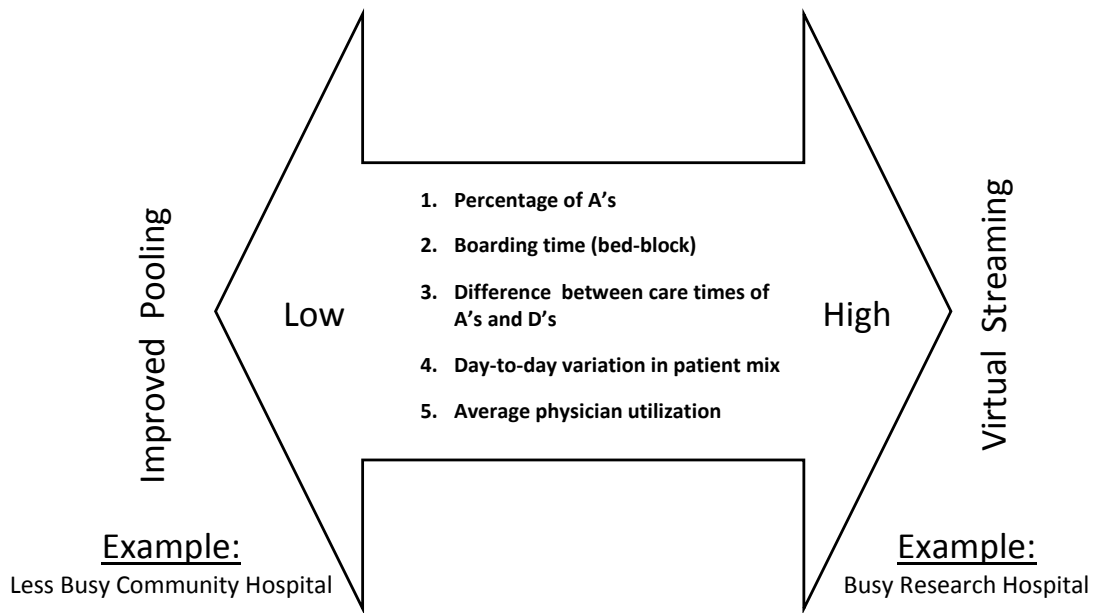 Improved Pooling
Low
1. Percentage of A's
2. Boarding time (bed-block)
3. Difference between care times of
A's and D's
4. Day-to-day variation in patient mix
5. Average physician utilization
High
Virtual Streaming
Example:
Less Busy Community Hospital
Example:
Busy Research Hospital